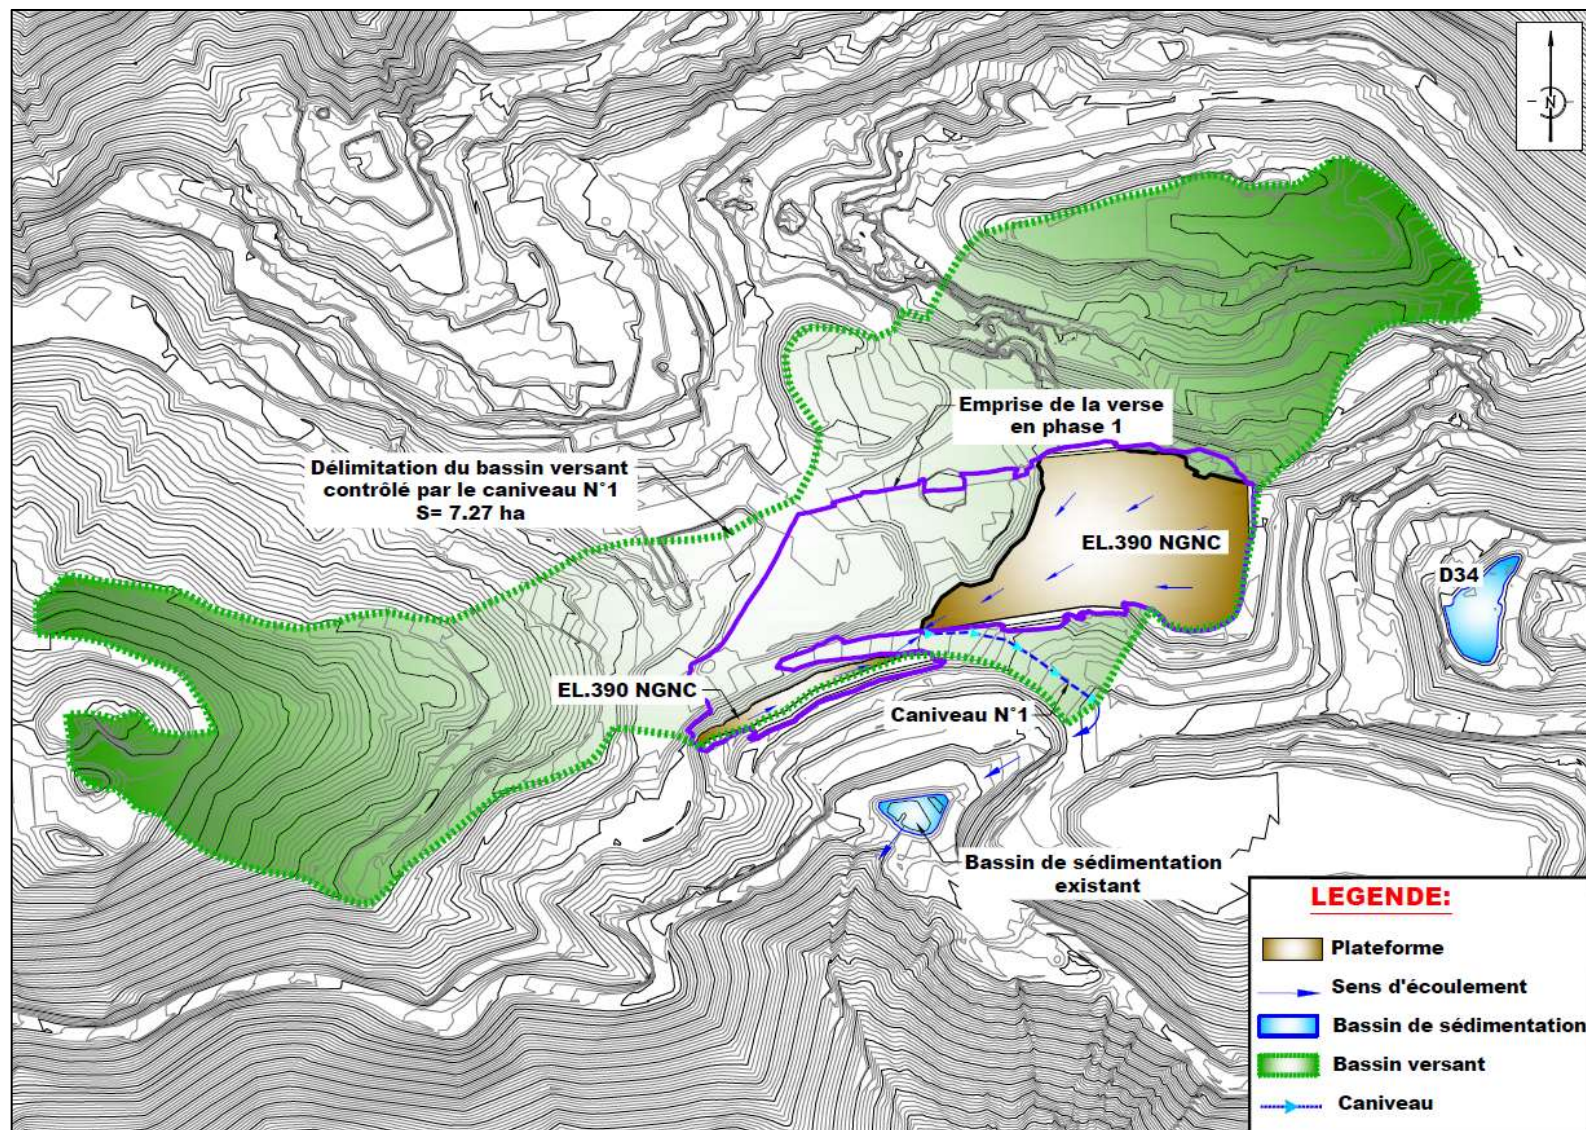 N
Emprise de la verse
en phase 1
Délimitation du bassin versant
contrôlé par le caniveau N°1
S= 7.27 ha
EL.390 NGNC
D34
EL.390 NGNC
Caniveau N°1
Bassin de sédimentation
existant
LEGENDE:
Plateforme
Sens d'écoulement
Bassin de sédimentation
Bassin versant
Caniveau